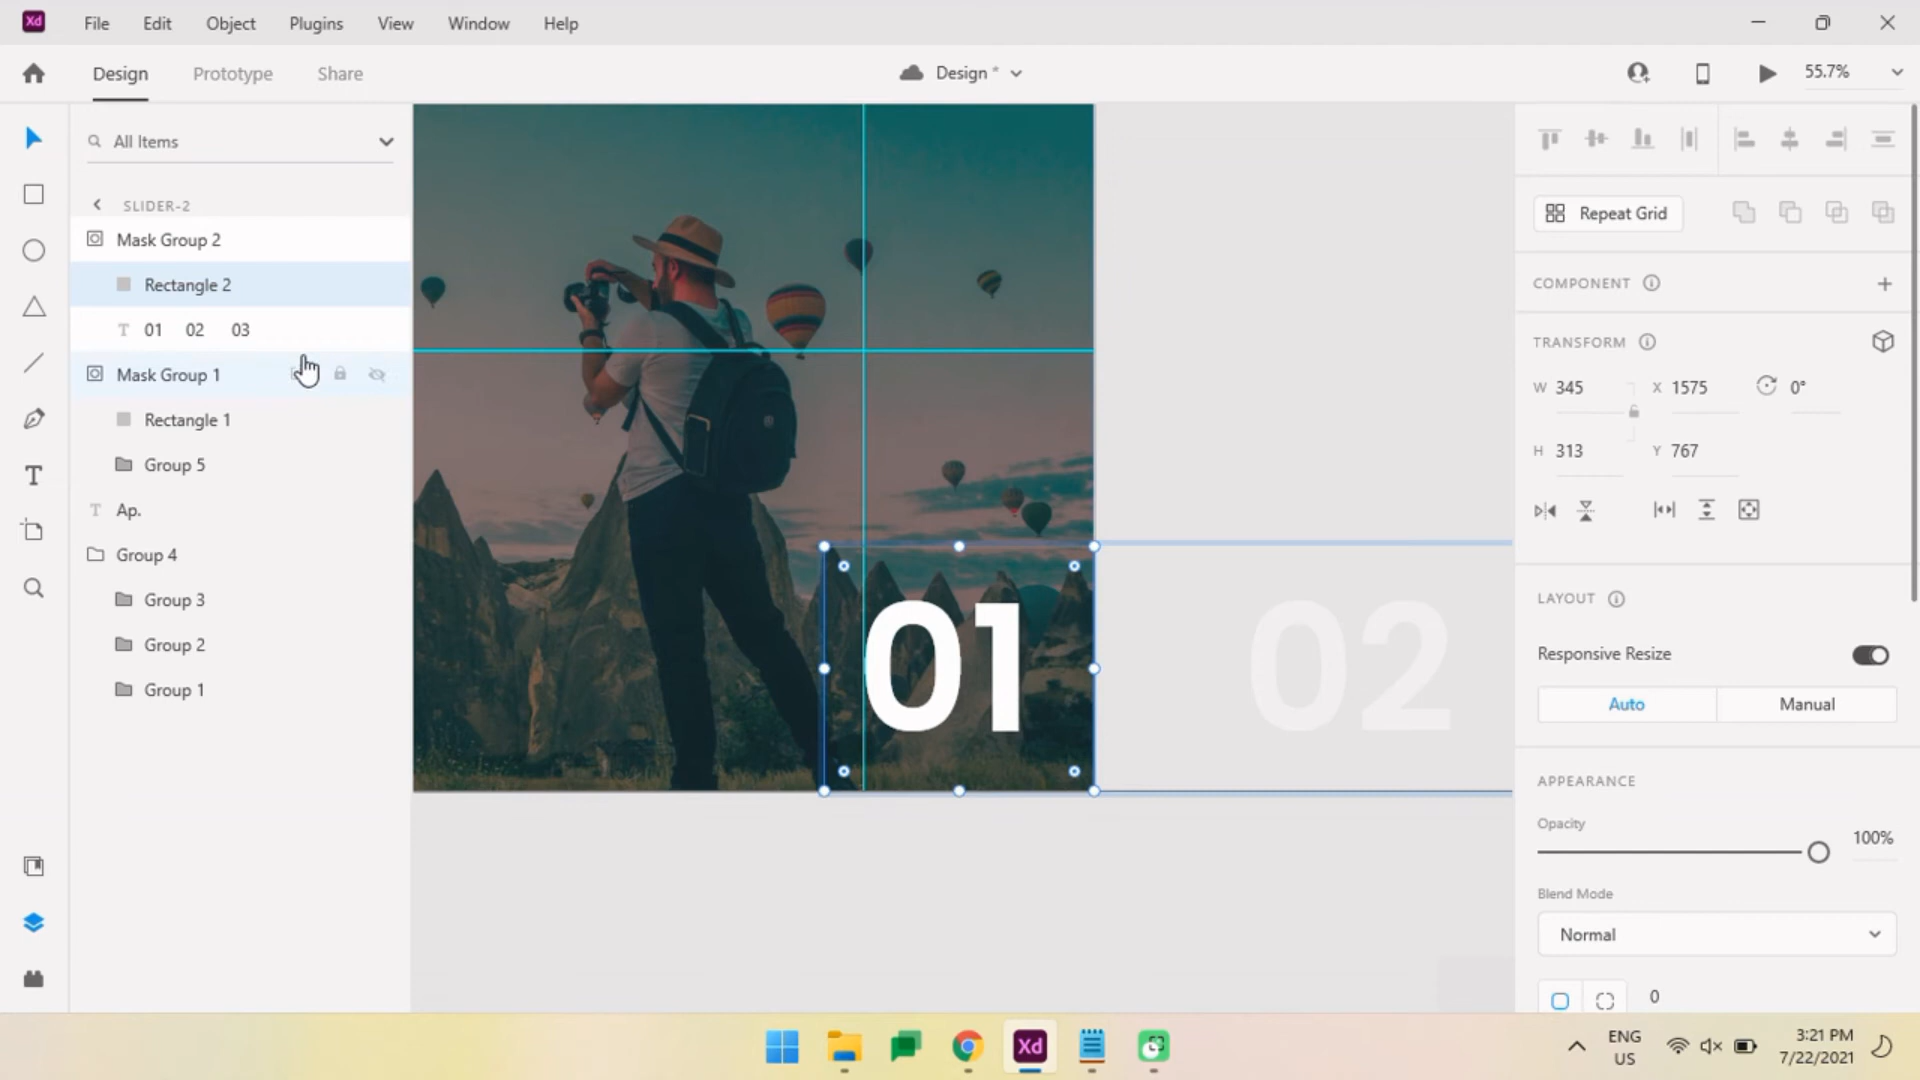 Xd File Edit Object Plugins View Window Help
Design Prototype Share
Design *
55.7%
All Items
SLIDER-2
Mask Group 2
Rectangle 2
T 01 02 03
Mask Group 1
Rectangle 1
Group 5
T Ap.
Group 4
Group 3
Group 2
Group 1
01
02
Repeat Grid
COMPONENT
TRANSFORM
W 345 X 1575 0°
H 313 Y 767
LAYOUT
Responsive Resize
Auto Manual
APPEARANCE
Opacity
100%
Blend Mode
Normal
0
Xd
ENG
US
3:21 PM
7/22/2021